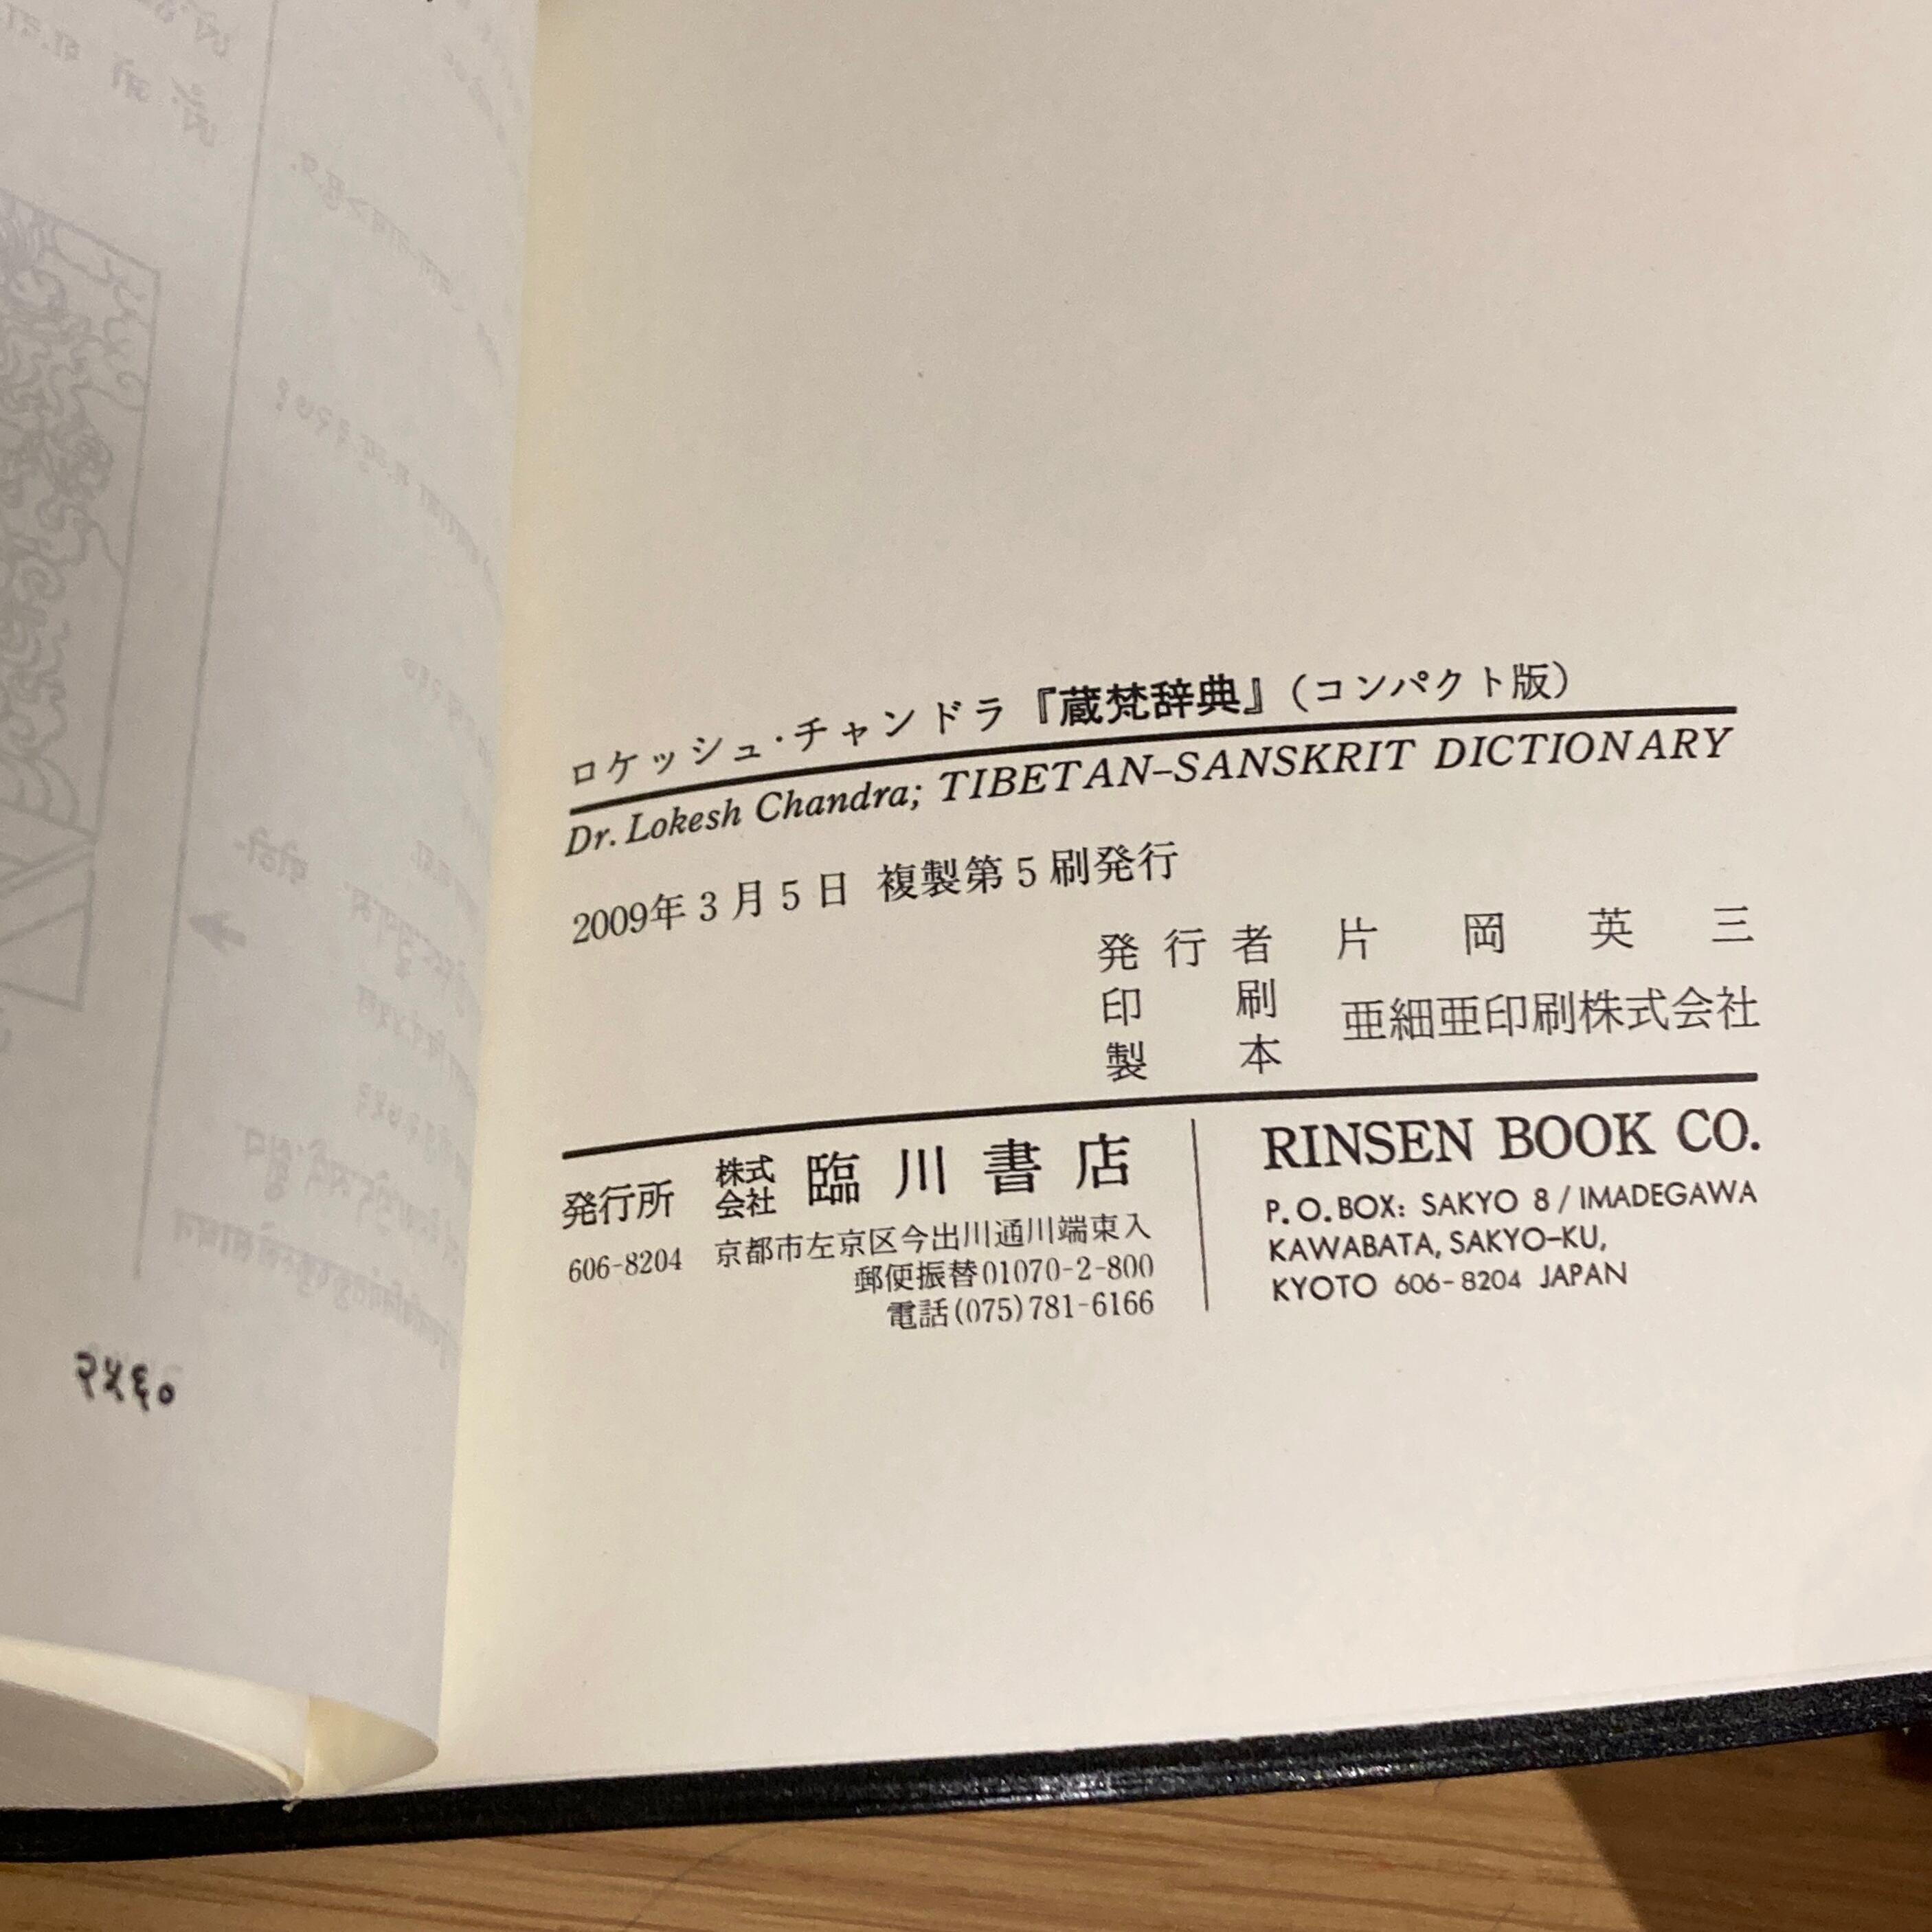 ロケッシュ・チャンドラ『蔵梵辞典』(コンパクト版)
Dr. Lokesh Chandra; TIBETAN-SANSKRIT DICTIONARY
2009年3月5日 複製第5刷発行
発行者 片岡英三
印刷
製本 亜細亜印刷株式会社
発行所 株式会社 臨川書店
606-8204 京都市左京区今出川通川端東入
郵便振替01070-2-800
電話(075)781-6166
RINSEN BOOK CO.
P.O.BOX: SAKYO 8 / IMADEGAWA
KAWABATA, SAKYO-KU,
KYOTO 606-8204 JAPAN
२५६०